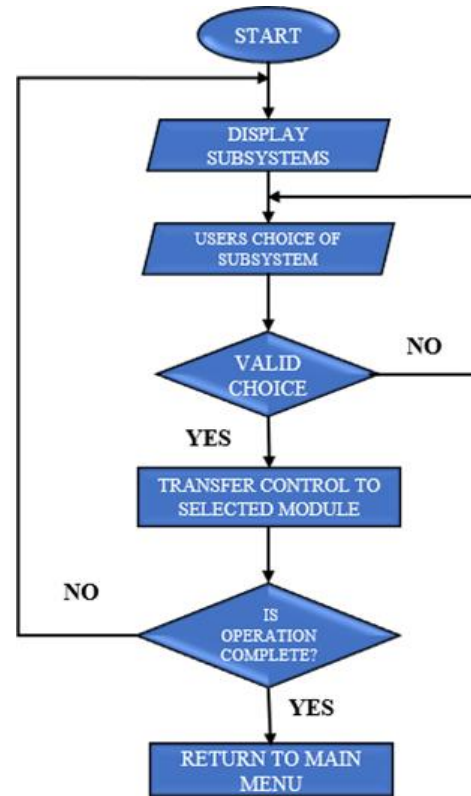 START
DISPLAY
SUBSYSTEMS
USERS CHOICE OF
SUBSYSTEM
VALID
CHOICE
NO
YES
TRANSFER CONTROL TO
SELECTED MODULE
NO
IS
OPERATION
COMPLETE?
YES
RETURN TO MAIN
MENU